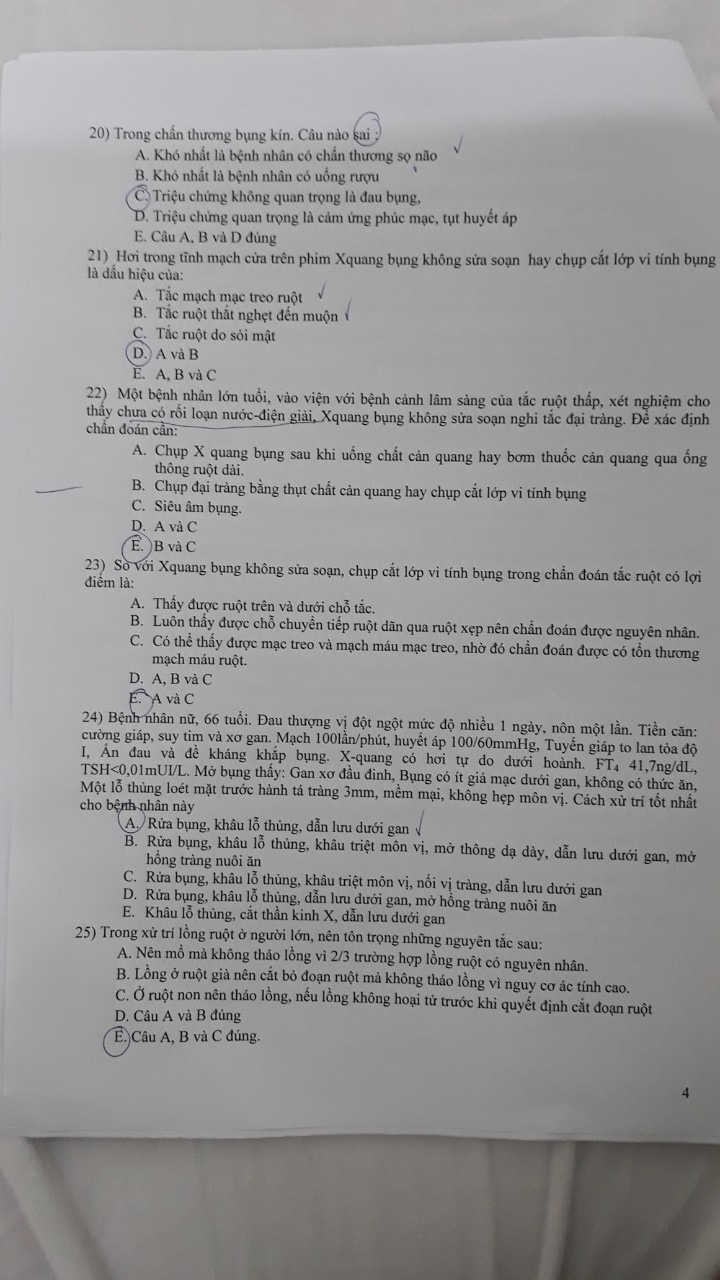 20) Trong chấn thương bụng kín. Câu nào sai :
A. Khó nhất là bệnh nhân có chấn thương sọ não
B. Khó nhất là bệnh nhân có uống rượu
C. Triệu chứng không quan trọng là đau bụng,
D. Triệu chứng quan trọng là cảm ứng phúc mạc, tụt huyết áp
E. Câu A, B và D đúng
21) Hơi trong tĩnh mạch cửa trên phim Xquang bụng không sửa soạn hay chụp cắt lớp vi tính bụng
là dấu hiệu của:
A. Tắc mạch mạc treo ruột
B. Tắc ruột thắt nghẹt đến muộn
C. Tắc ruột do sỏi mật
D. A và B
E. A, B và C
22) Một bệnh nhân lớn tuổi, vào viện với bệnh cảnh lâm sàng của tắc ruột thấp, xét nghiệm cho
thấy chưa có rối loạn nước-điện giải, Xquang bụng không sửa soạn nghi tắc đại tràng. Để xác định
chẩn đoán cần:
A. Chụp X quang bụng sau khi uống chất cản quang hay bơm thuốc cản quang qua ống
thông ruột dài.
B. Chụp đại tràng bằng thụt chất cản quang hay chụp cắt lớp vi tính bụng
C. Siêu âm bụng.
D. A và C
E. B và C
23) So với Xquang bụng không sửa soạn, chụp cắt lớp vi tính bụng trong chẩn đoán tắc ruột có lợi
điểm là:
A. Thấy được ruột trên và dưới chỗ tắc.
B. Luôn thấy được chỗ chuyển tiếp ruột dãn qua ruột xẹp nên chẩn đoán được nguyên nhân.
C. Có thể thấy được mạc treo và mạch máu mạc treo, nhờ đó chẩn đoán được có tổn thương
mạch máu ruột.
D. A, B và C
E. A và C
24) Bệnh nhân nữ, 66 tuổi. Đau thượng vị đột ngột mức độ nhiều 1 ngày, nôn một lần. Tiền căn:
cường giáp, suy tim và xơ gan. Mạch 100lần/phút, huyết áp 100/60mmHg, Tuyến giáp to lan tỏa độ
I, Ấn đau và đề kháng khắp bụng. X-quang có hơi tự do dưới hoành. FT4 41,7ng/dL,
TSH<0,01mUI/L. Mở bụng thấy: Gan xơ đầu đinh, Bụng có ít giả mạc dưới gan, không có thức ăn,
Một lỗ thủng loét mặt trước hành tá tràng 3mm, mềm mại, không hẹp môn vị. Cách xử trí tốt nhất
cho bệnh nhân này
A. Rửa bụng, khâu lỗ thủng, dẫn lưu dưới gan
B. Rửa bụng, khâu lỗ thủng, khâu triệt môn vị, mở thông dạ dày, dẫn lưu dưới gan, mở
hổng tràng nuôi ăn
C. Rửa bụng, khâu lỗ thủng, khâu triệt môn vị, nối vị tràng, dẫn lưu dưới gan
D. Rửa bụng, khâu lỗ thủng, dẫn lưu dưới gan, mở hổng tràng nuôi ăn
E. Khâu lỗ thủng, cắt thần kinh X, dẫn lưu dưới gan
25) Trong xử trí lồng ruột ở người lớn, nên tôn trọng những nguyên tắc sau:
A. Nên mổ mà không tháo lồng vì 2/3 trường hợp lồng ruột có nguyên nhân.
B. Lồng ở ruột già nên cắt bỏ đoạn ruột mà không tháo lồng vì nguy cơ ác tính cao.
C. Ở ruột non nên tháo lồng, nếu lồng không hoại tử trước khi quyết định cắt đoạn ruột
D. Câu A và B đúng
E. Câu A, B và C đúng.
4